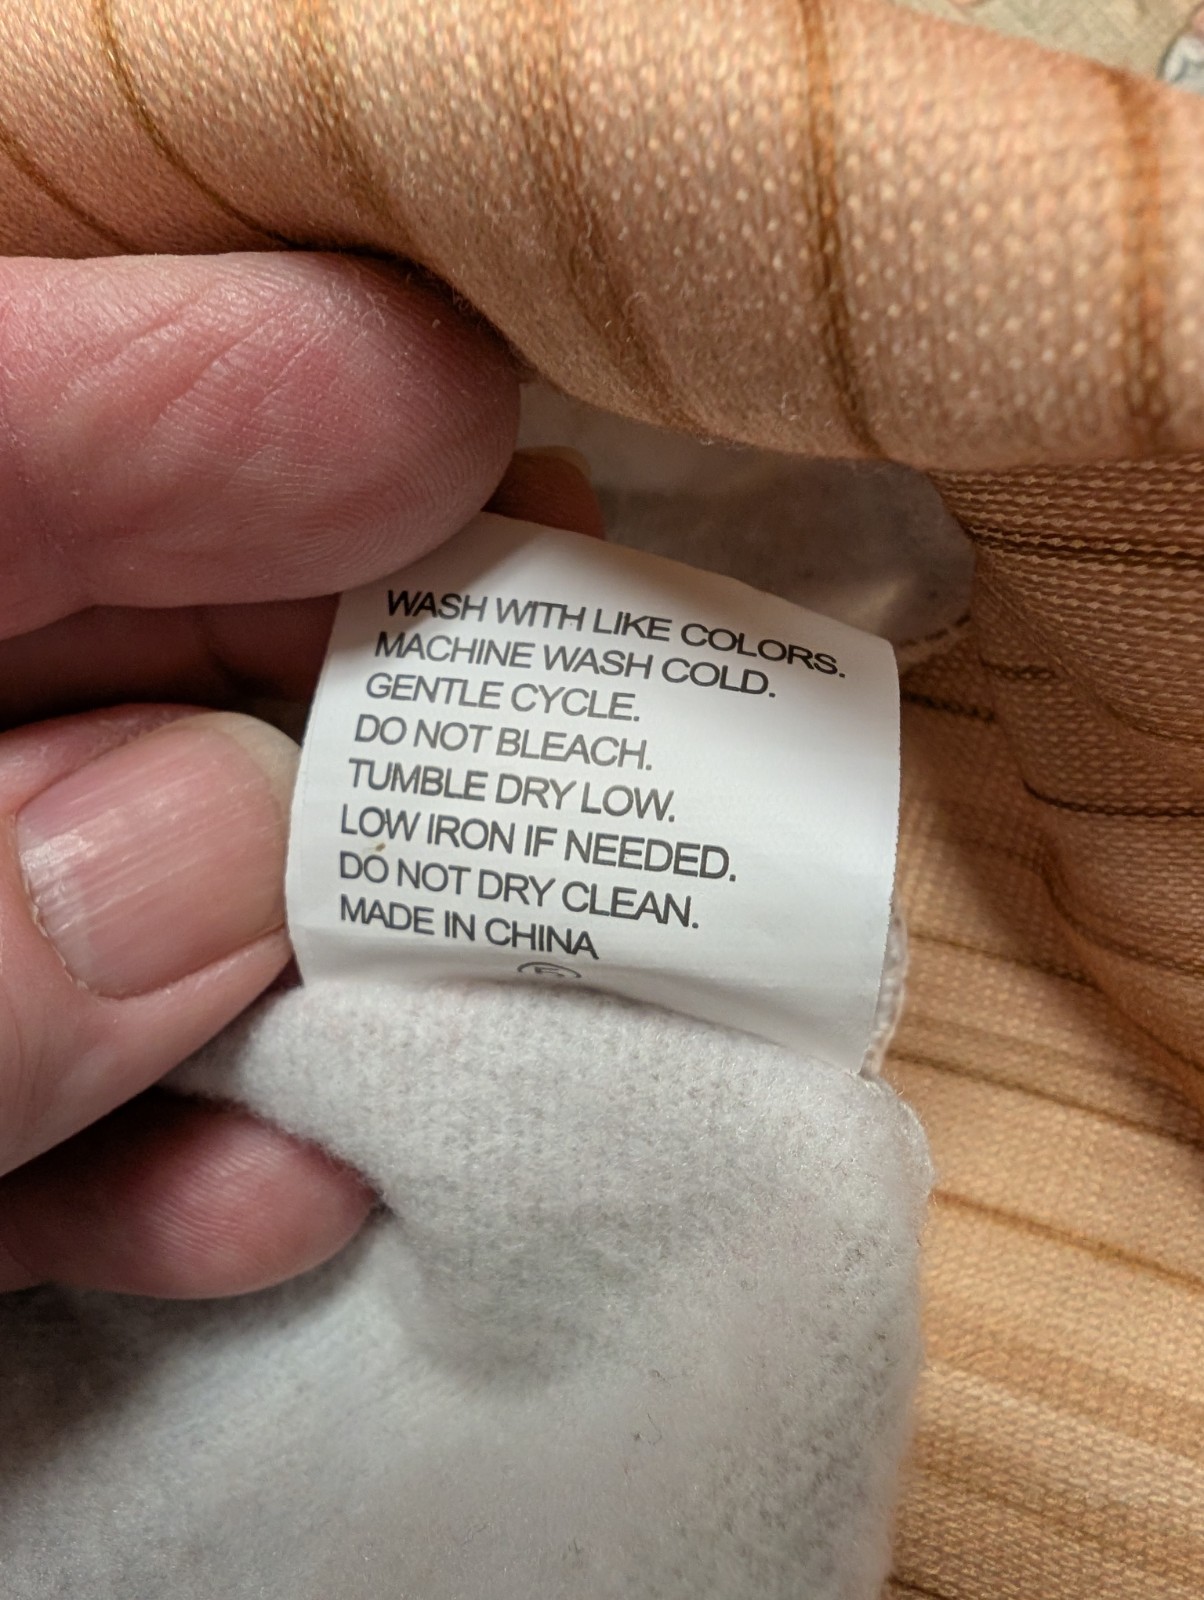 WASH WITH LIKE COLORS.
MACHINE WASH COLD.
GENTLE CYCLE.
DO NOT BLEACH.
TUMBLE DRY LOW.
LOW IRON IF NEEDED.
DO NOT DRY CLEAN.
MADE IN CHINA